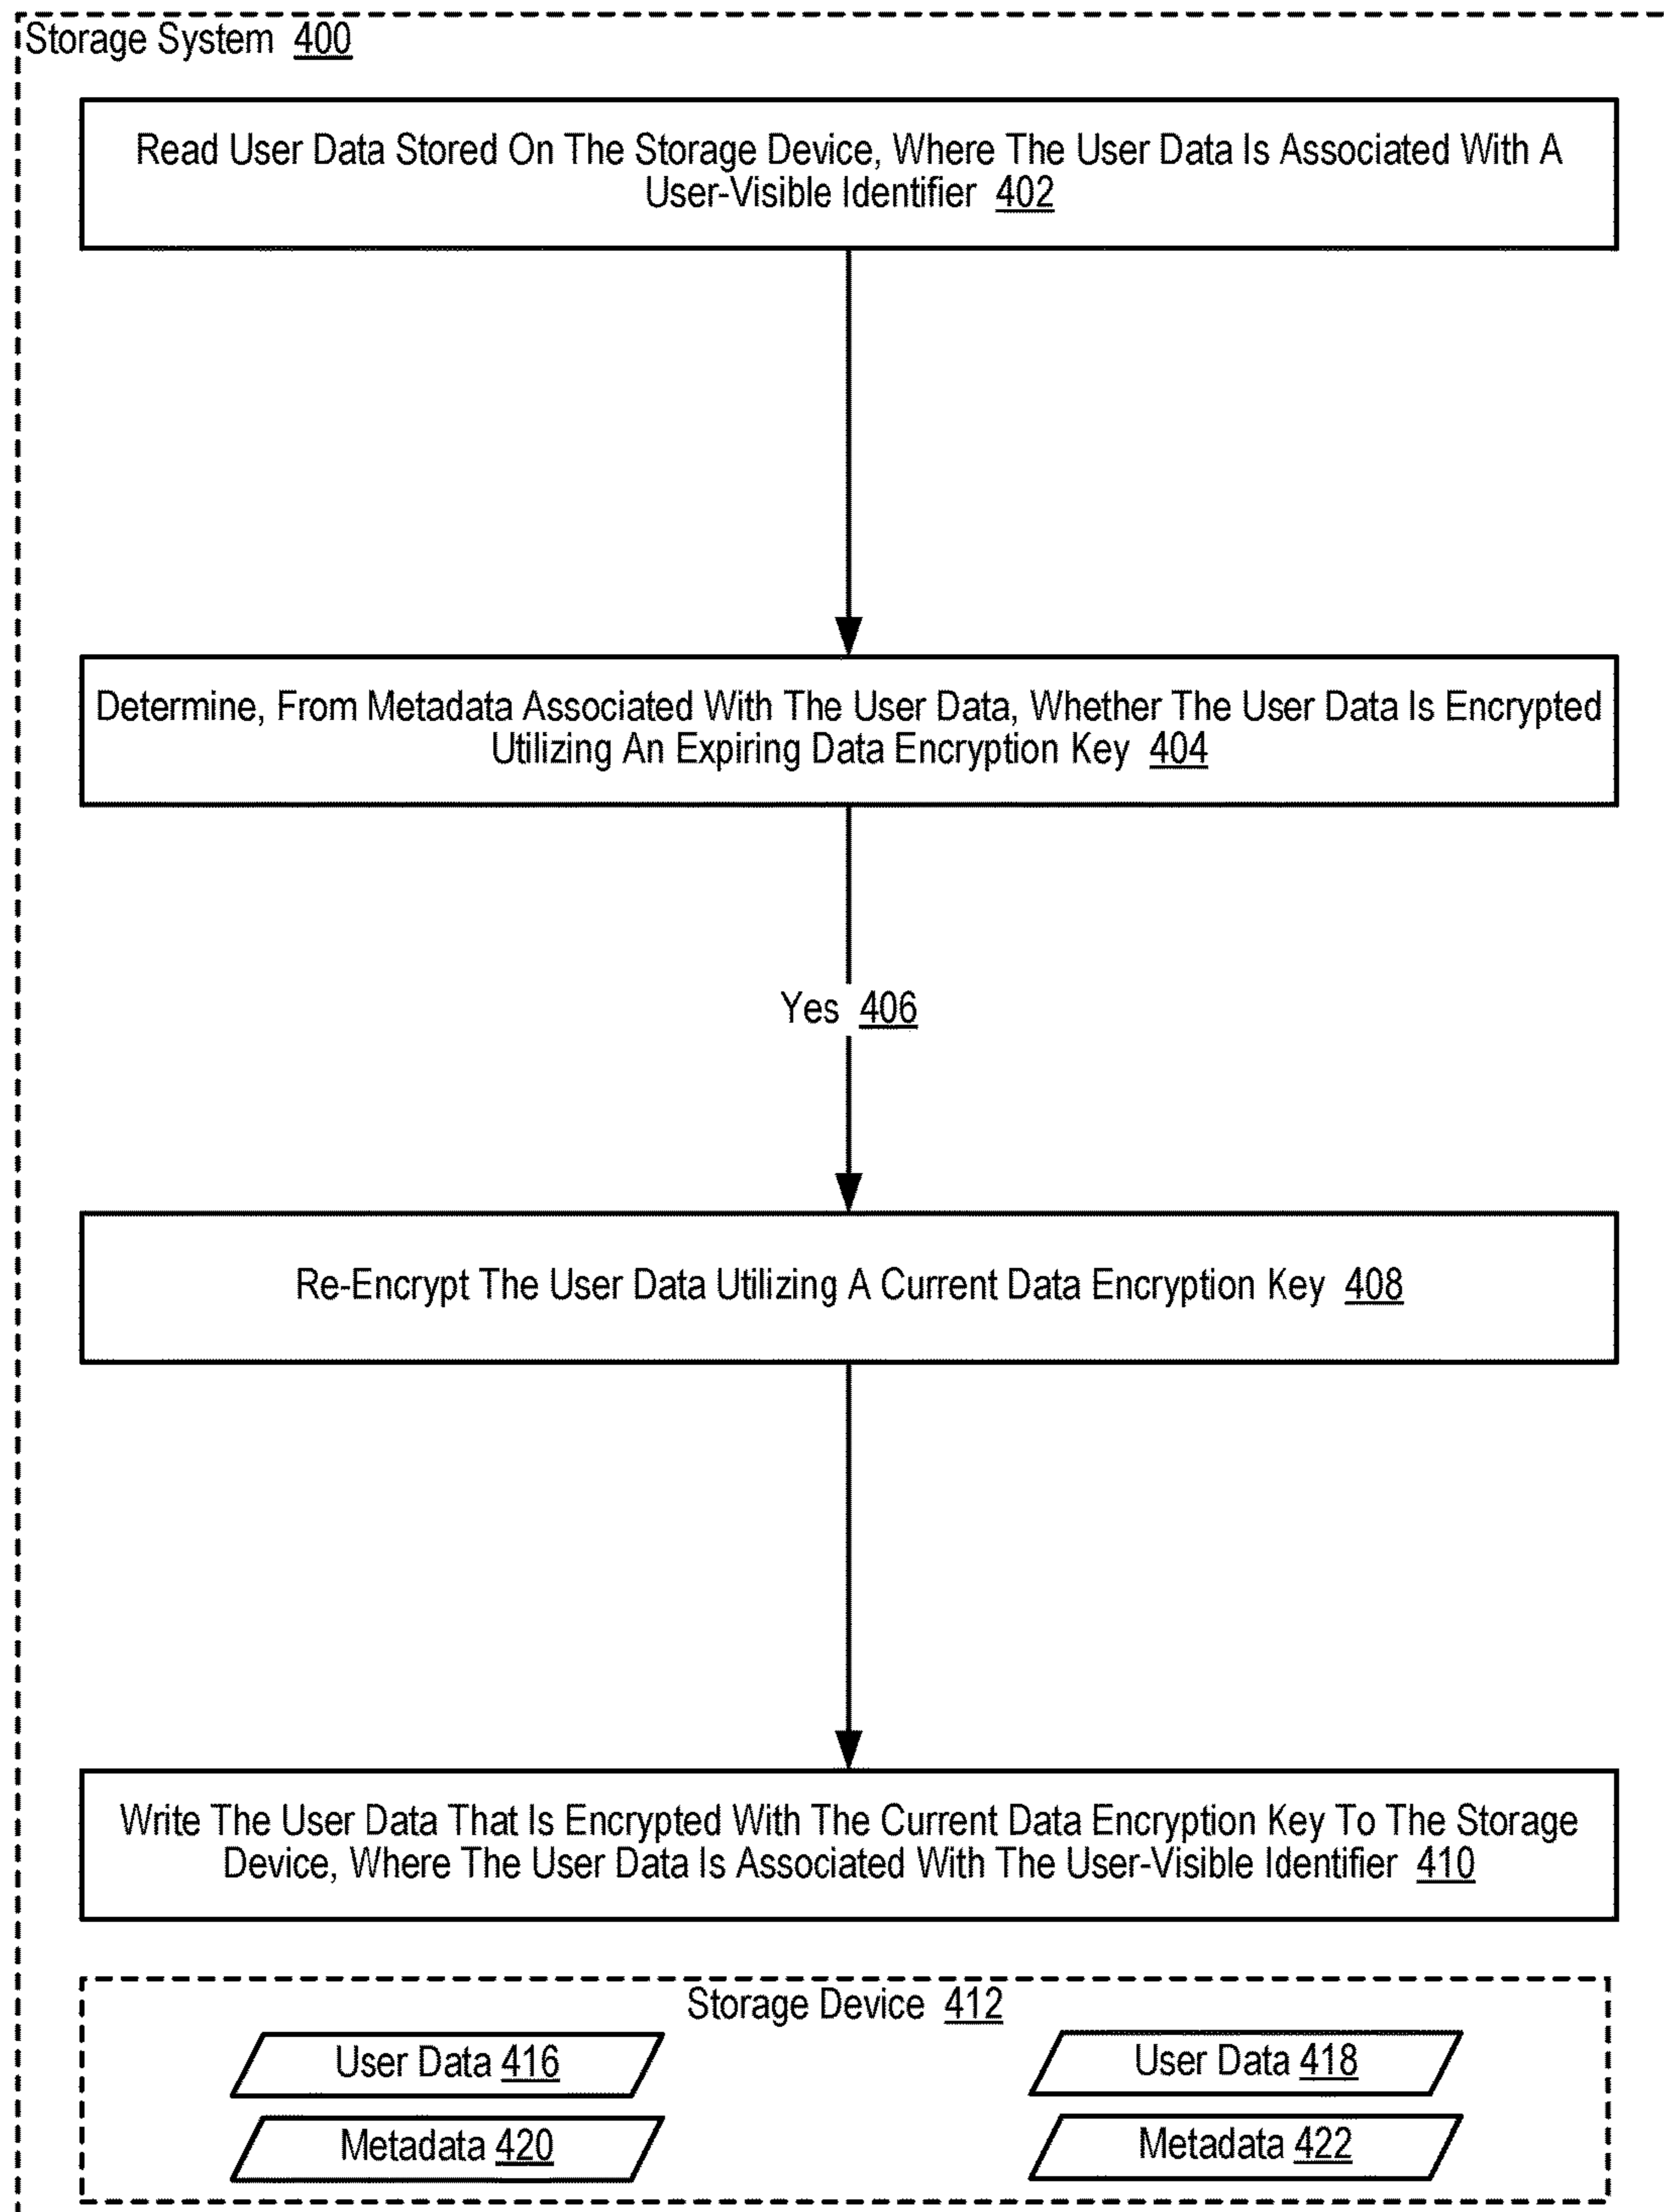 Storage System 400
Read User Data Stored On The Storage Device, Where The User Data Is Associated With A
User-Visible Identifier 402
Determine, From Metadata Associated With The User Data, Whether The User Data Is Encrypted
Utilizing An Expiring Data Encryption Key 404
Yes 406
Re-Encrypt The User Data Utilizing A Current Data Encryption Key 408
Write The User Data That Is Encrypted With The Current Data Encryption Key To The Storage
Device, Where The User Data Is Associated With The User-Visible Identifier 410
Storage Device 412
User Data 416
User Data 418
Metadata 420
Metadata 422